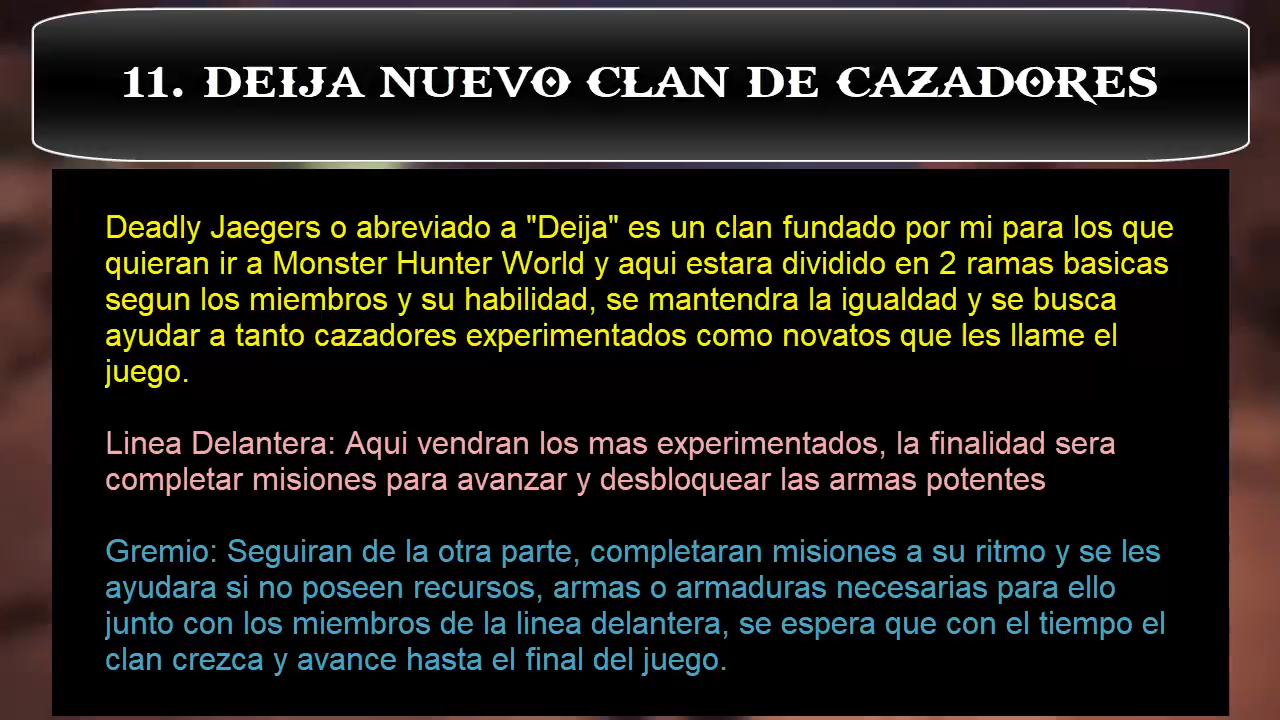 11. DEIJA NUEVO CLAN DE CAZADORES
Deadly Jaegers o abreviado a "Deija" es un clan fundado por mi para los que
quieran ir a Monster Hunter World y aqui estara dividido en 2 ramas basicas
segun los miembros y su habilidad, se mantendra la igualdad y se busca
ayudar a tanto cazadores experimentados como novatos que les llame el
juego.
Linea Delantera: Aqui vendran los mas experimentados, la finalidad sera
completar misiones para avanzar y desbloquear las armas potentes
Gremio: Seguiran de la otra parte, completaran misiones a su ritmo y se les
ayudara si no poseen recursos, armas o armaduras necesarias para ello
junto con los miembros de la linea delantera, se espera que con el tiempo el
clan crezca y avance hasta el final del juego.